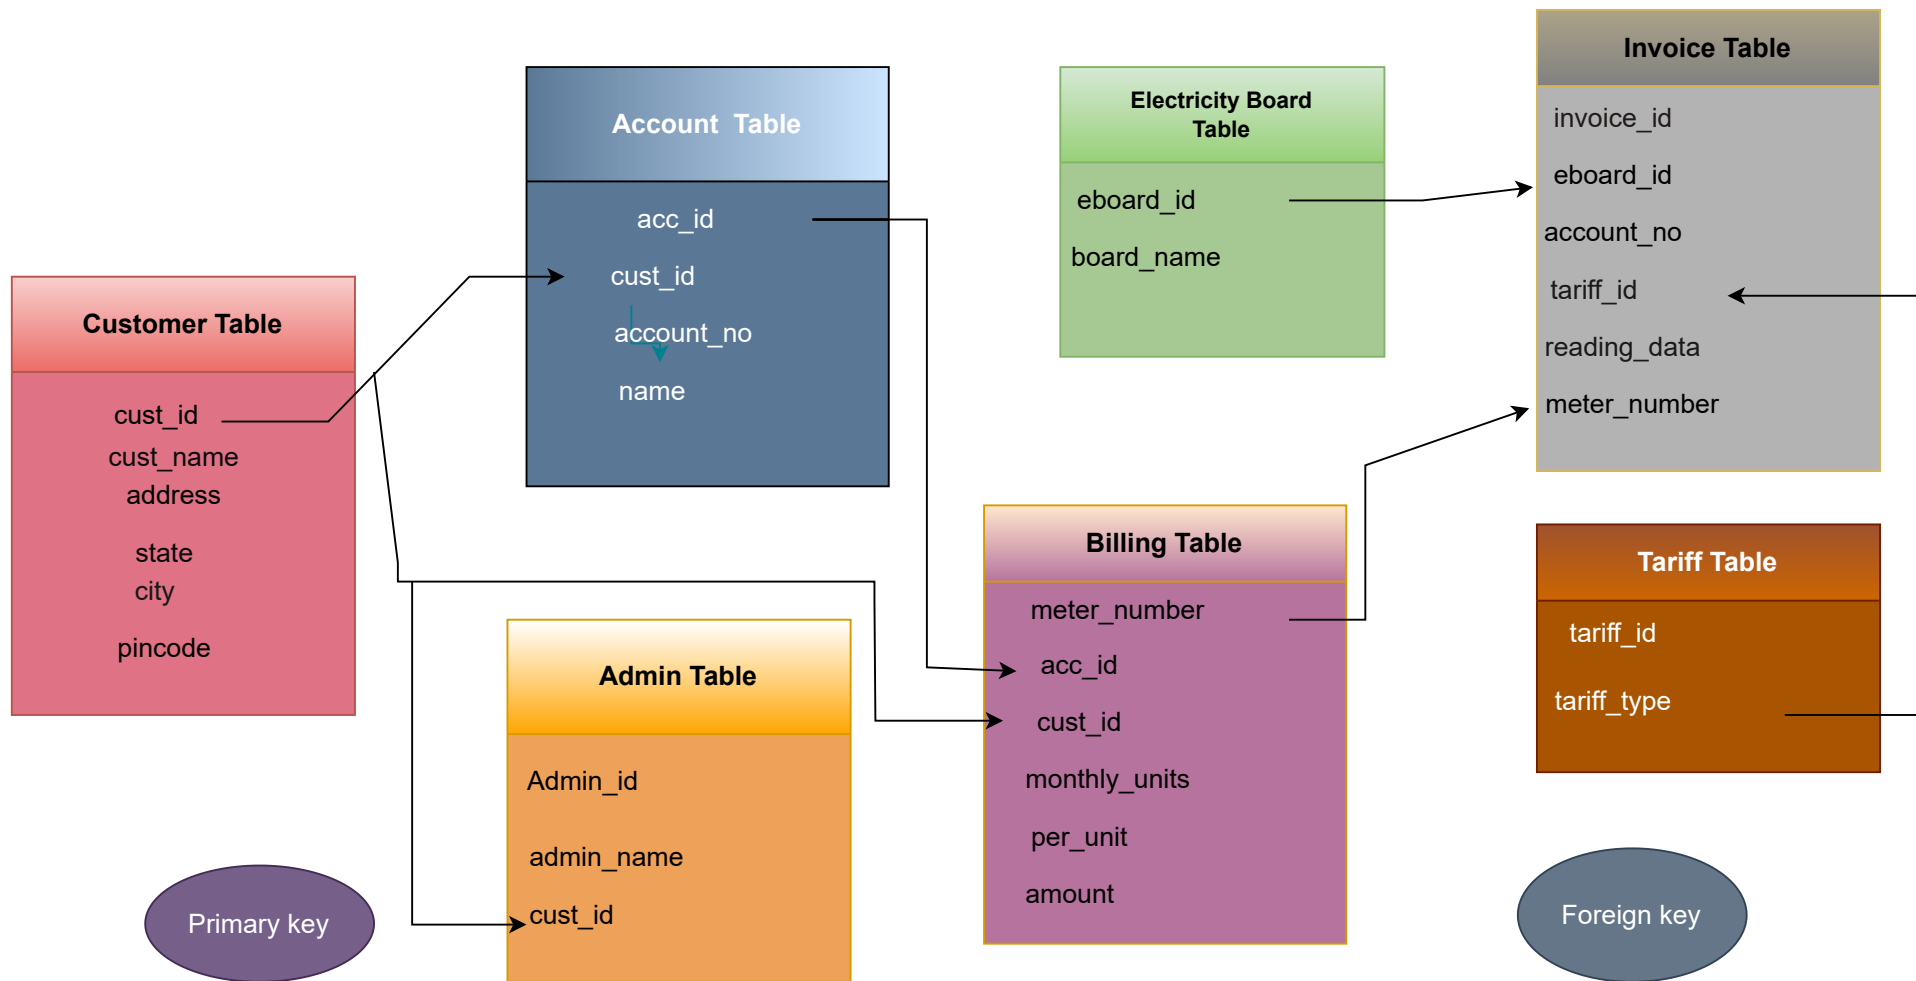 Customer Table
cust_id
cust_name
address
state
city
pincode
Account  Table
acc_id
cust_id
account_no
name
Admin Table
Admin_id
admin_name
cust_id
Electricity Board
Table
eboard_id
board_name
Billing Table
meter_number
acc_id
cust_id
monthly_units
per_unit
amount
Invoice Table
invoice_id
eboard_id
account_no
tariff_id
reading_data
meter_number
Tariff Table
tariff_id
tariff_type
Primary key
Foreign key